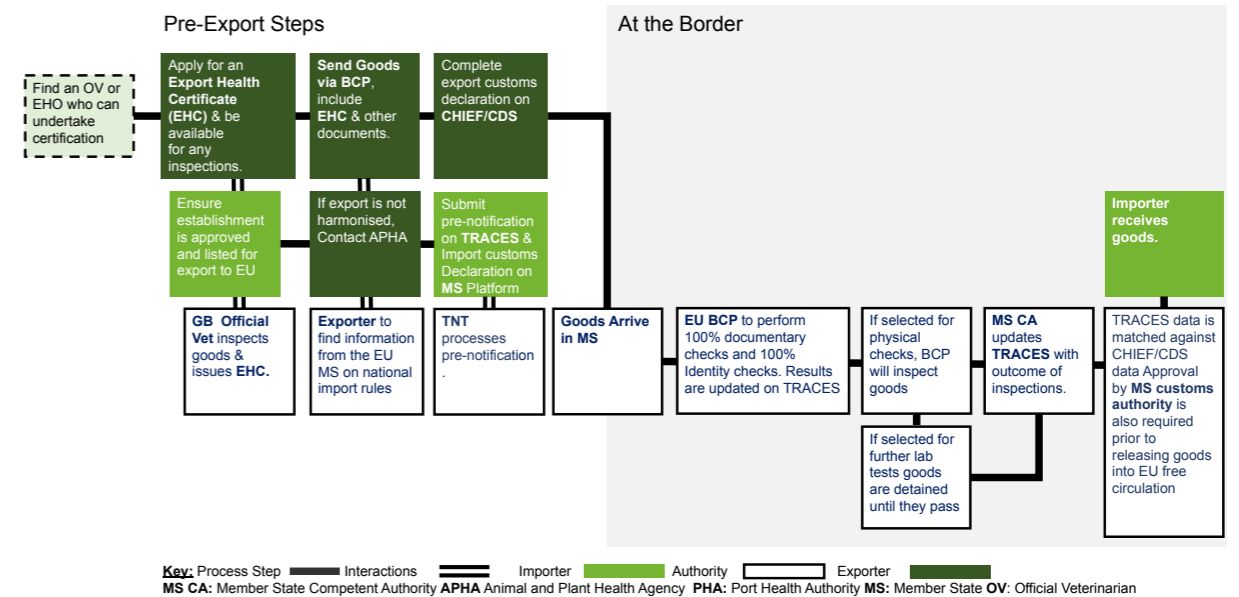 Pre-Export Steps
At the Border
Find an OV or
EHO who can
undertake
certification
Apply for an
Export Health
Certificate
(EHC) & be
available
for any
inspections.
Send Goods
via BCP,
include
EHC & other
documents.
Complete
export customs
declaration on
CHIEF/CDS
Ensure
establishment
is approved
and listed for
export to EU
If export is not
harmonised,
Contact APHA
Submit
pre-notification
on TRACES &
Import customs
Declaration on
MS Platform
Importer
receives
goods.
GB Official
Vet inspects
goods &
issues EHC.
Exporter to
find information
from the EU
MS on national
import rules
TNT
processes
pre-notification
.
Goods Arrive
in MS
EU BCP to perform
100% documentary
checks and 100%
Identity checks. Results
are updated on TRACES
If selected for
physical
checks, BCP
will inspect
goods
MS CA
updates
TRACES with
outcome of
inspections.
TRACES data is
matched against
CHIEF/CDS
data Approval
by MS customs
authority is
also required
prior to
releasing goods
into EU free
circulation
If selected for
further lab
tests goods
are detained
until they pass
Key: Process Step Interactions Importer Authority Exporter
MS CA: Member State Competent Authority APHA Animal and Plant Health Agency PHA: Port Health Authority MS: Member State OV: Official Veterinarian